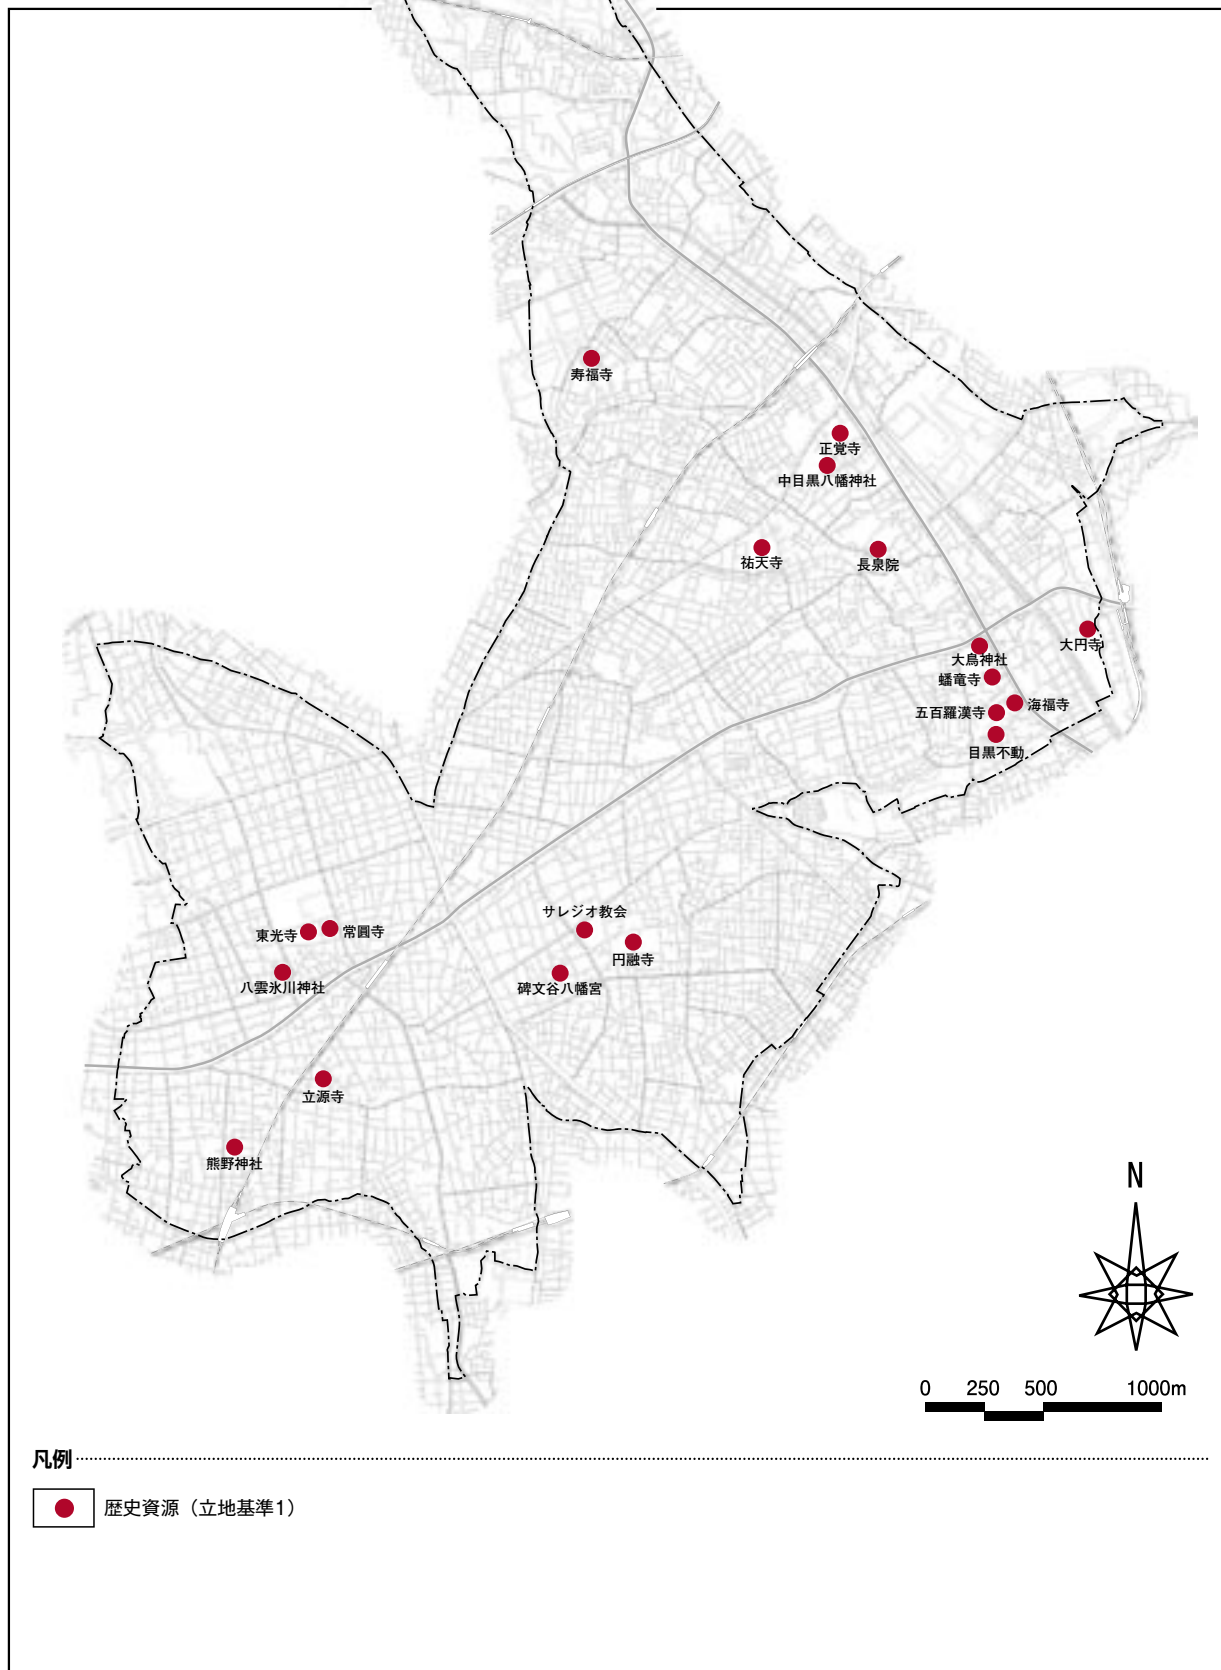 寿福寺
正覚寺
中目黒八幡神社
祐天寺
長泉院
大円寺
大鳥神社
蟠竜寺
海福寺
五百羅漢寺
目黒不動
サレジオ教会
東光寺
常圓寺
円融寺
八雲氷川神社
碑文谷八幡宮
立源寺
熊野神社
N
0 250 500 1000m
凡例
歴史資源（立地基準1）